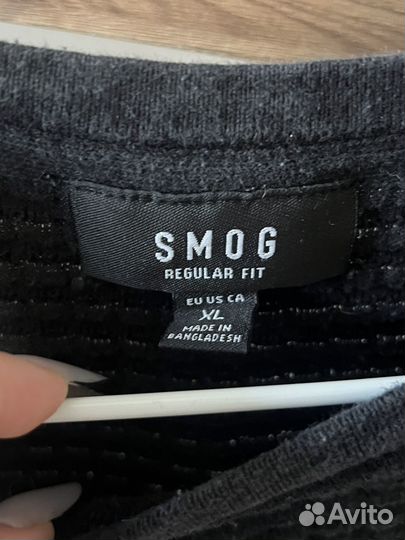 SMOG
REGULAR FIT
EU US CA
XL
MADE IN
BANGLADESH
Avito